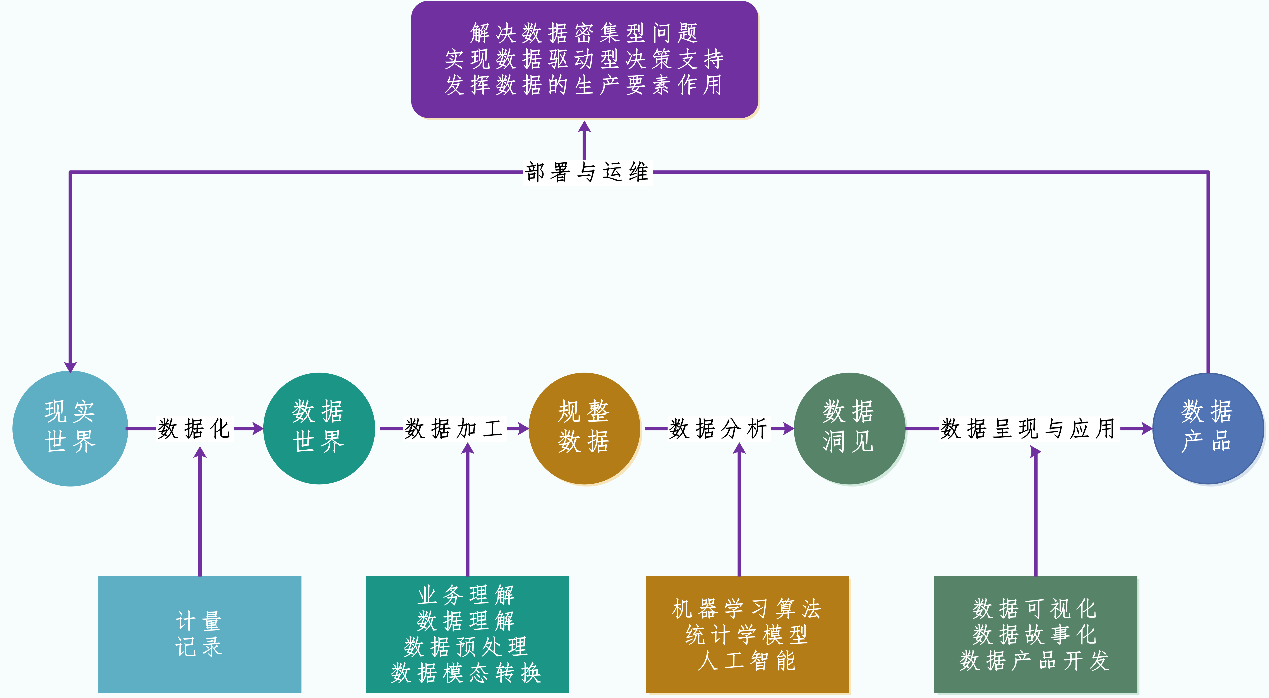 解决数据密集型问题
实现数据驱动型决策支持
发挥数据的生产要素作用
部署与运维
现实
世界
数据化
数据
世界
数据加工
规整
数据
数据分析
数据
洞见
数据呈现与应用
数据
产品
计量
记录
业务理解
数据理解
数据预处理
数据模态转换
机器学习算法
统计学模型
人工智能
数据可视化
数据故事化
数据产品开发